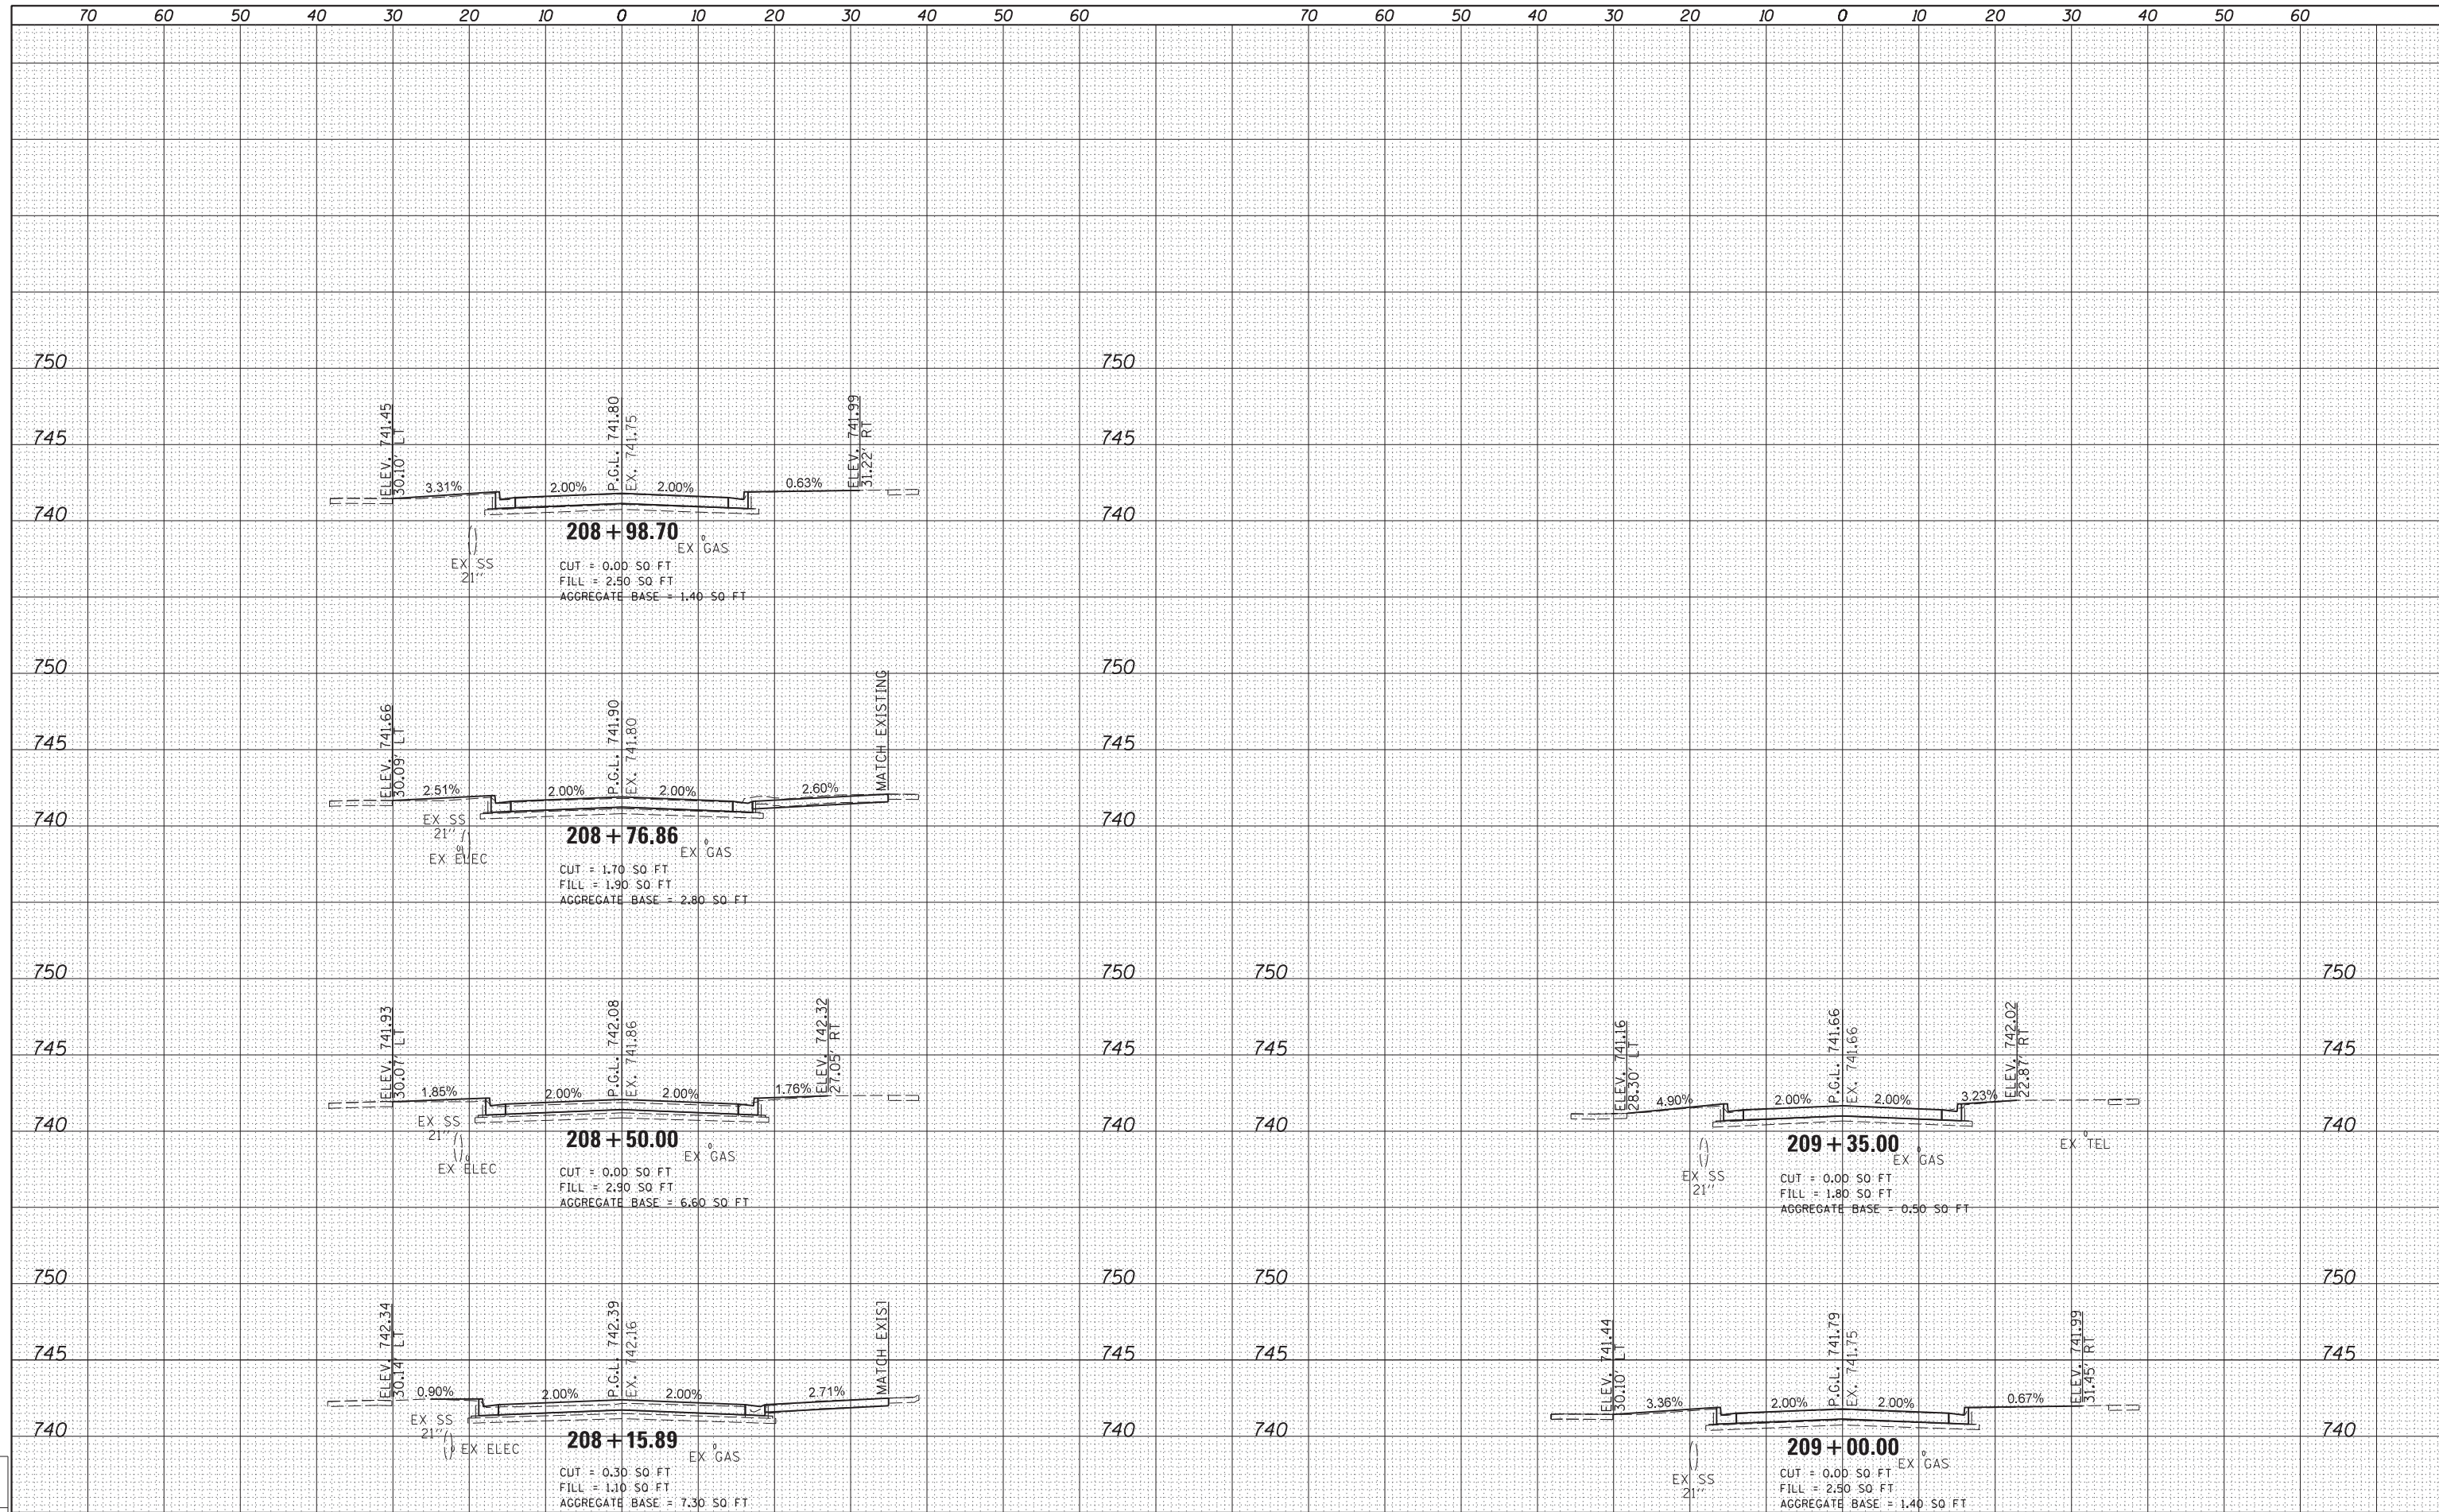 70 60 50 40 30 20 10 0 10 20 30 40 50 60 70 60 50 40 30 20 10 0 10 20 30 40 50 60
750 750
ELEV. 741.45
30.10' LT
P.G.L. 741.80
EX. 741.75
ELEV. 741.99
31.22' RT
745 745
3.31% 2.00% 2.00% 0.63%
740 740
208+98.70
EX GAS
EX SS
21"
CUT = 0.00 SQ FT
FILL = 2.50 SQ FT
AGGREGATE BASE = 1.40 SQ FT
750 750
ELEV. 741.66
30.09' LT
P.G.L. 741.90
EX. 741.80
MATCH EXISTING
745 745
2.51% 2.00% 2.00% 2.60%
740 740
EX SS
21"
EX ELEC
208+76.86
EX GAS
CUT = 1.70 SQ FT
FILL = 1.90 SQ FT
AGGREGATE BASE = 2.80 SQ FT
750 750
ELEV. 741.93
30.07' LT
P.G.L. 742.08
EX. 741.86
ELEV. 742.32
27.05' RT
745 745
1.85% 2.00% 2.00% 1.76%
740 740
EX SS
21"
EX ELEC
208+50.00
EX GAS
CUT = 0.00 SQ FT
FILL = 2.90 SQ FT
AGGREGATE BASE = 6.60 SQ FT
750 750
ELEV. 742.34
30.14' LT
P.G.L. 742.39
EX. 742.16
MATCH EXIST
745 745
0.90% 2.00% 2.00% 2.71%
740 740
EX SS
21"
EX ELEC
208+15.89
EX GAS
CUT = 0.30 SQ FT
FILL = 1.10 SQ FT
AGGREGATE BASE = 7.30 SQ FT
750 750
ELEV. 741.16
28.30' LT
P.G.L. 741.66
EX. 741.66
ELEV. 742.02
22.87' RT
745 745
4.90% 2.00% 2.00% 3.23%
740 740
209+35.00
EX GAS
EX TEL
EX SS
21"
CUT = 0.00 SQ FT
FILL = 1.80 SQ FT
AGGREGATE BASE = 0.50 SQ FT
750 750
ELEV. 741.44
30.10' LT
P.G.L. 741.79
EX. 741.75
ELEV. 741.99
31.45' RT
745 745
3.36% 2.00% 2.00% 0.67%
740 740
209+00.00
EX GAS
EX SS
21"
CUT = 0.00 SQ FT
FILL = 2.50 SQ FT
AGGREGATE BASE = 1.40 SQ FT